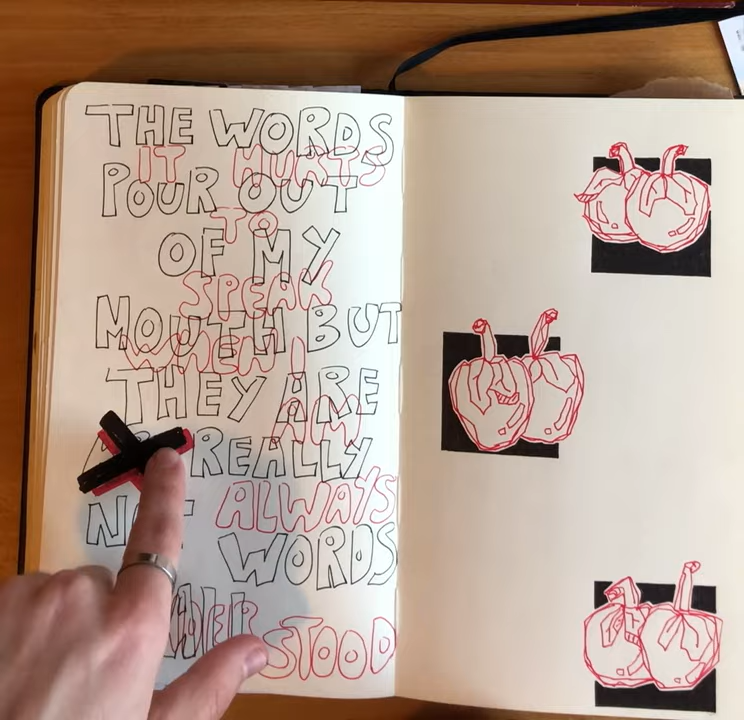 THE WORDS
IT HURTS
POUR OUT
TO
OF MY
SPEAK
MOUTH BUT
WHEN I
THEY ARE
AM
REALLY
ALWAYS
WORDS
STOOD